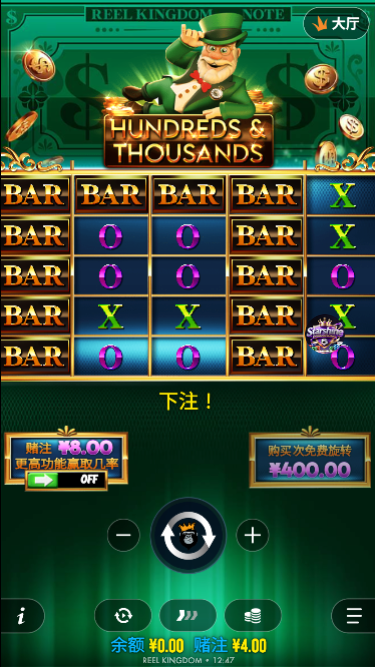 REEL KINGDOM NOTE
大厅
HUNDREDS &
THOUSANDS
BAR BAR BAR BAR X
BAR O O BAR X
BAR O O BAR O
BAR X X BAR X
Starshine
BAR O O BAR O
下注！
赌注 ¥8.00
更高功能赢取几率
OFF
购买次免费旋转
¥400.00
余额 ¥0.00 赌注 ¥4.00
REEL KINGDOM • 12:47